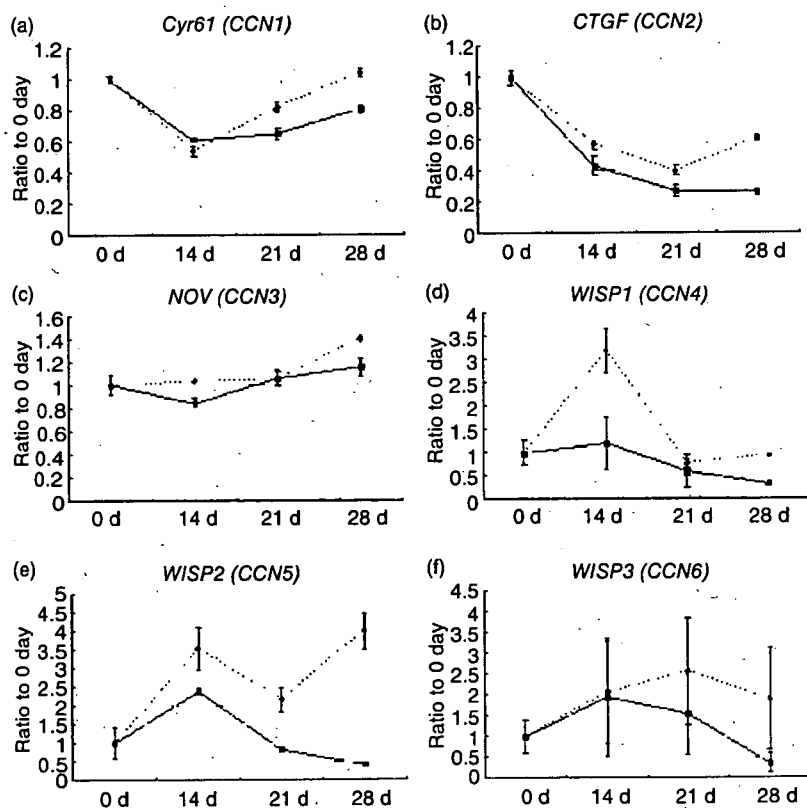 (a) Cyr61 (CCN1)
Ratio to 0 day
1.2
1
0.8
0.6
0.4
0.2
0
0 d 14 d 21 d 28 d
(b) CTGF (CCN2)
Ratio to 0 day
1.2
1
0.8
0.6
0.4
0.2
0
0 d 14 d 21 d 28 d
(c) NOV (CCN3)
Ratio to 0 day
1.6
1.4
1.2
1
0.8
0.6
0.4
0.2
0
0 d 14 d 21 d 28 d
(d) WISP1 (CCN4)
Ratio to 0 day
4
3.5
3
2.5
2
1.5
1
0.5
0 d 14 d 21 d 28 d
(e) WISP2 (CCN5)
Ratio to 0 day
5
4.5
4
3.5
3
2.5
2
1.5
1
0.5
0 d 14 d 21 d 28 d
(f) WISP3 (CCN6)
Ratio to 0 day
4.5
4
3.5
3
2.5
2
1.5
1
0.5
0
0 d 14 d 21 d 28 d